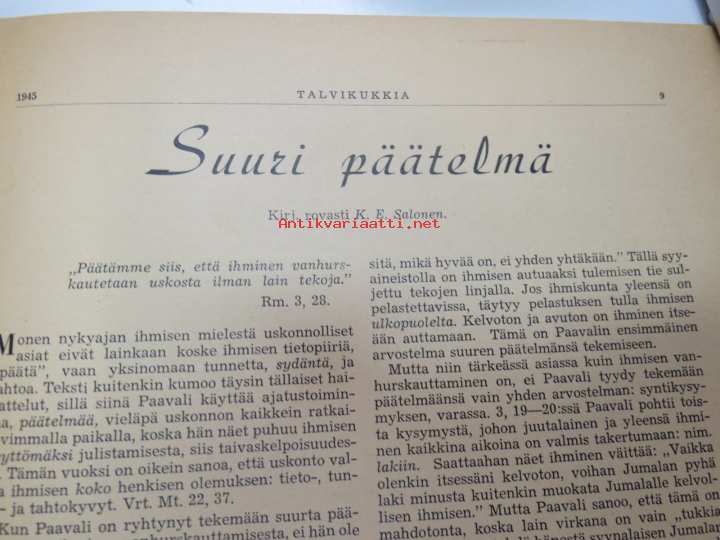 1945 TALVIKUKKIA 9
Suuri päätelmä
Kirj. rovasti K. E. Salonen.
Antikvariaatti.net
„Päätämme siis, että ihminen vanhurs-
kautetaan uskosta ilman lain tekoja.”
Rm. 3, 28.
Monen nykyajan ihmisen mielestä uskonnolliset
asiat eivät lainkaan koske ihmisen tietopiiriä,
päätä”, vaan yksinomaan tunnetta, sydäntä, ja
ahtoa. Teksti kuitenkin kumoo täysin tällaiset hai-
attelut, sillä siinä Paavali käyttää ajatustoimin-
a, päätelmää, vieläpä uskonnon kaikkein ratkai-
vimmalla paikalla, koska hän näet puhuu ihmisen
yttömäksi julistamisesta, siis taivaskelpoisuudes-
. Tämän vuoksi on oikein sanoa, että uskonto val-
a ihmisen koko henkisen olemuksen: tieto-, tun-
- ja tahtokyvyt. Vrt. Mt. 22, 37.
Kun Paavali on ryhtynyt tekemään suurta pää-
vanhurskauttamisesta, ei hän ole
sitä, mikä hyvää on, ei yhden yhtäkään.” Tällä syy-
aineistolla on ihmisen autuaaksi tulemisen tie sul-
jettu tekojen linjalla. Jos ihmiskunta yleensä on
pelastettavissa, täytyy pelastuksen tulla ihmisen
ulkopuolelta. Kelvoton ja avuton on ihminen itse-
ään auttamaan. Tämä on Paavalin ensimmäinen
arvostelma suuren päätelmänsä tekemiseen.
Mutta niin tärkeässä asiassa kuin ihmisen van-
hurskauttaminen on, ei Paavali tyydy tekemään
päätelmäänsä vain yhden arvostelman: syntikysy-
myksen, varassa. 3, 19—20:ssä Paavali pohtii tois-
ta kysymystä, johon juutalainen ja yleensä ihmi-
nen kaikkina aikoina on valmis takertumaan: nim.
lakiin. Saattaahan näet ihminen väittää: „Vaikka
olenkin itsessäni kelvoton, voihan Jumalan pyhä
laki minusta kuitenkin muokata Jumalalle kelvol-
lisen ihmisen.” Mutta Paavali sanoo, että tämä on
mahdotonta, koska lain virkana on vain „tukkia
hänestä syynalaisen Jumalan